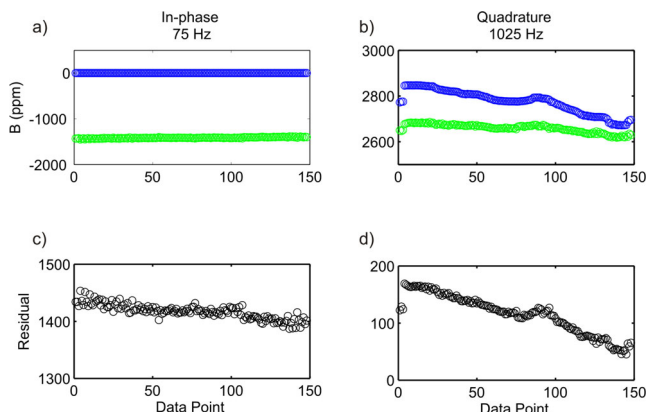 In-phase
75 Hz
Quadrature
1025 Hz
a)
b)
B (ppm)
0
-1000
-2000
0
50
100
150
3000
2800
2600
0
50
100
150
c)
d)
Residual
1500
1400
1300
0
50
100
150
Data Point
200
100
0
0
50
100
150
Data Point